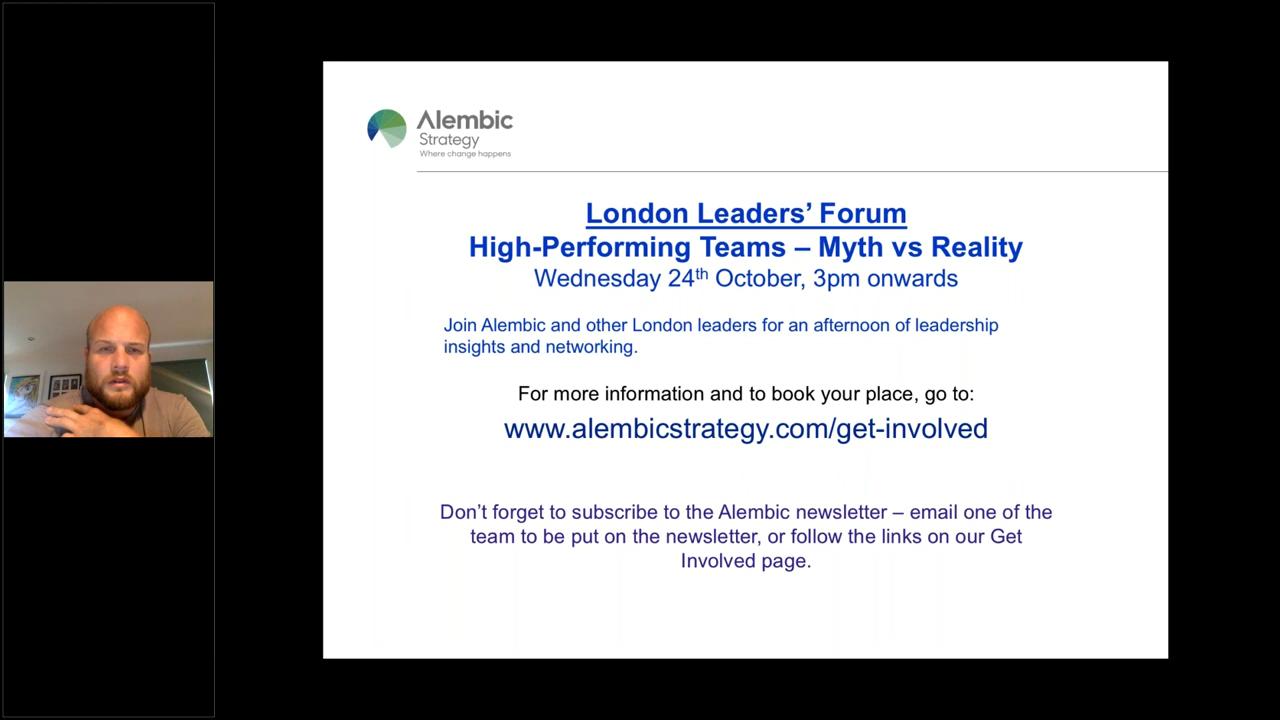 Alembic
Strategy
Where change happens
London Leaders’ Forum
High-Performing Teams – Myth vs Reality
Wednesday 24th October, 3pm onwards
Join Alembic and other London leaders for an afternoon of leadership
insights and networking.
For more information and to book your place, go to:
www.alembicstrategy.com/get-involved
Don’t forget to subscribe to the Alembic newsletter – email one of the
team to be put on the newsletter, or follow the links on our Get
Involved page.